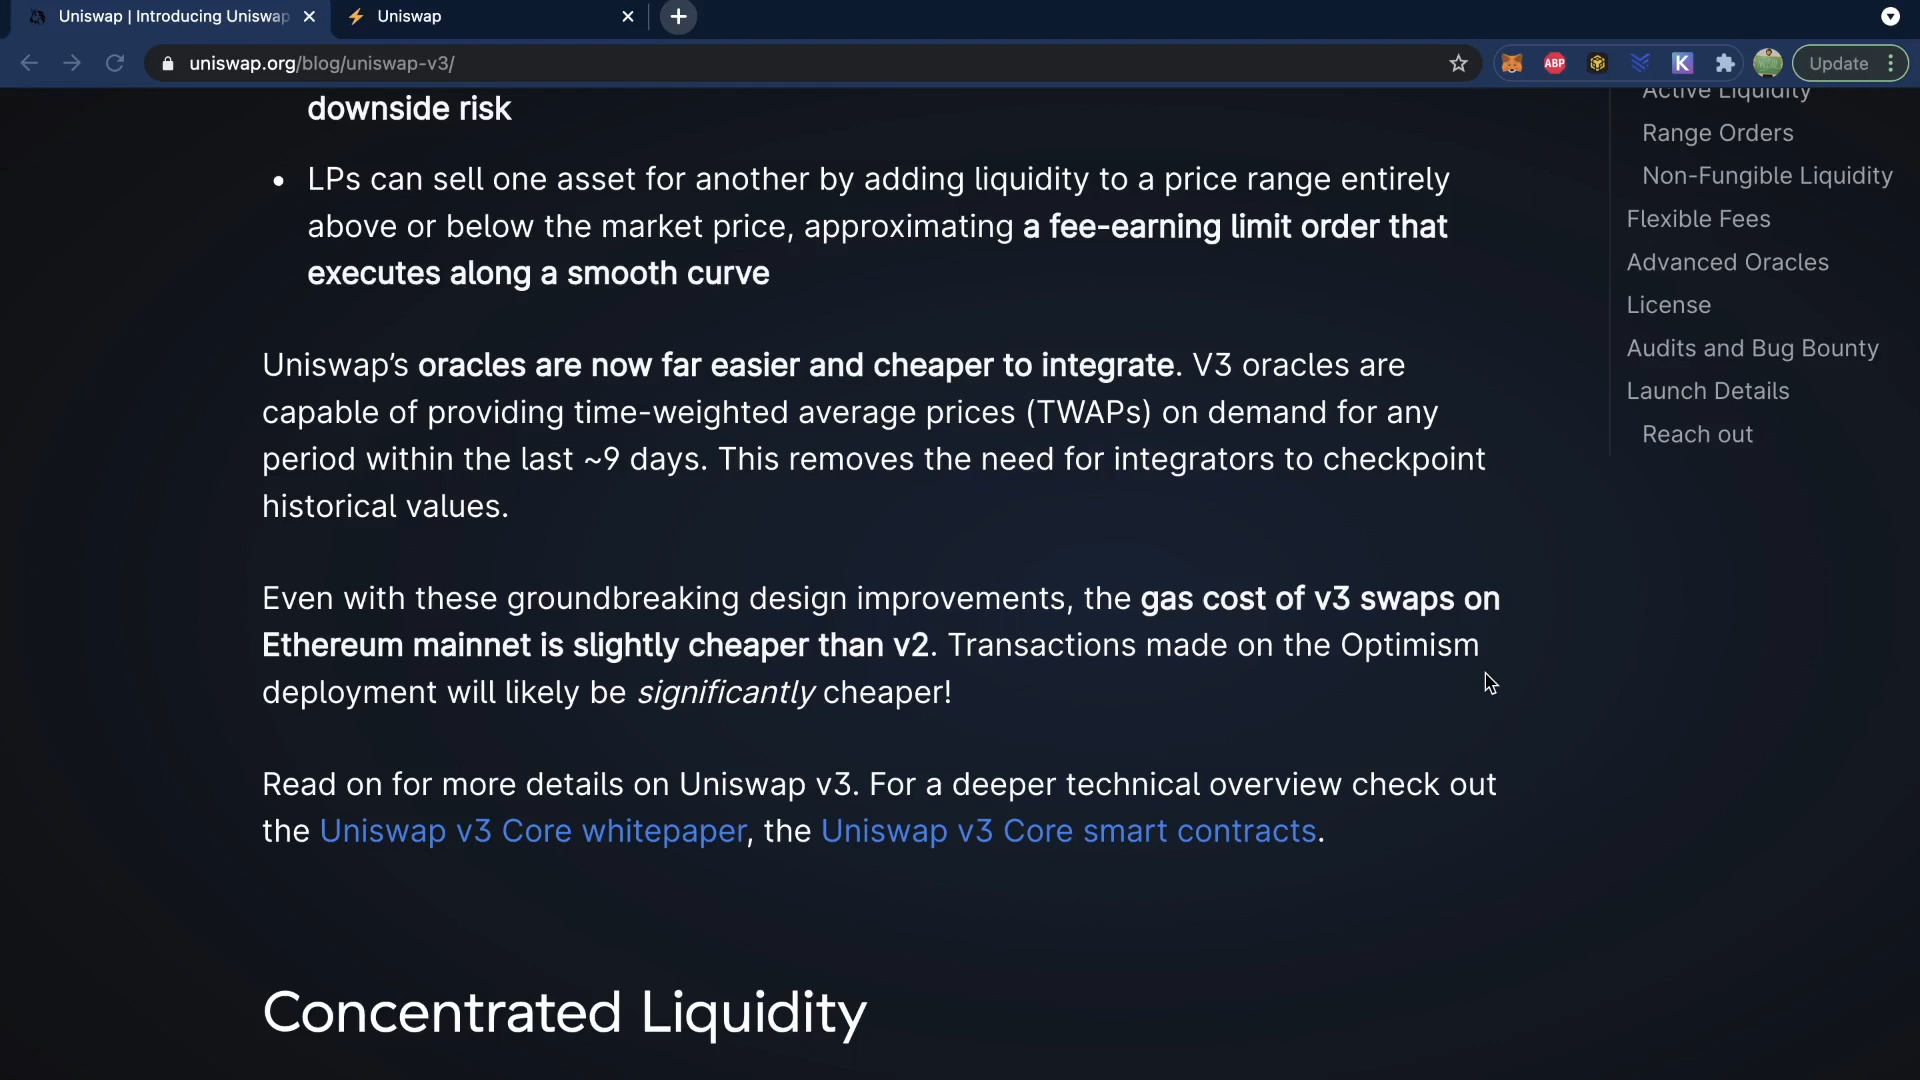 Uniswap | Introducing Uniswap
Uniswap
uniswap.org/blog/uniswap-v3/
ABP
K
Update
downside risk
• LPs can sell one asset for another by adding liquidity to a price range entirely
above or below the market price, approximating a fee-earning limit order that
executes along a smooth curve
Uniswap’s oracles are now far easier and cheaper to integrate. V3 oracles are
capable of providing time-weighted average prices (TWAPs) on demand for any
period within the last ~9 days. This removes the need for integrators to checkpoint
historical values.
Even with these groundbreaking design improvements, the gas cost of v3 swaps on
Ethereum mainnet is slightly cheaper than v2. Transactions made on the Optimism
deployment will likely be significantly cheaper!
Read on for more details on Uniswap v3. For a deeper technical overview check out
the Uniswap v3 Core whitepaper, the Uniswap v3 Core smart contracts.
Concentrated Liquidity
Active Liquidity
Range Orders
Non-Fungible Liquidity
Flexible Fees
Advanced Oracles
License
Audits and Bug Bounty
Launch Details
Reach out